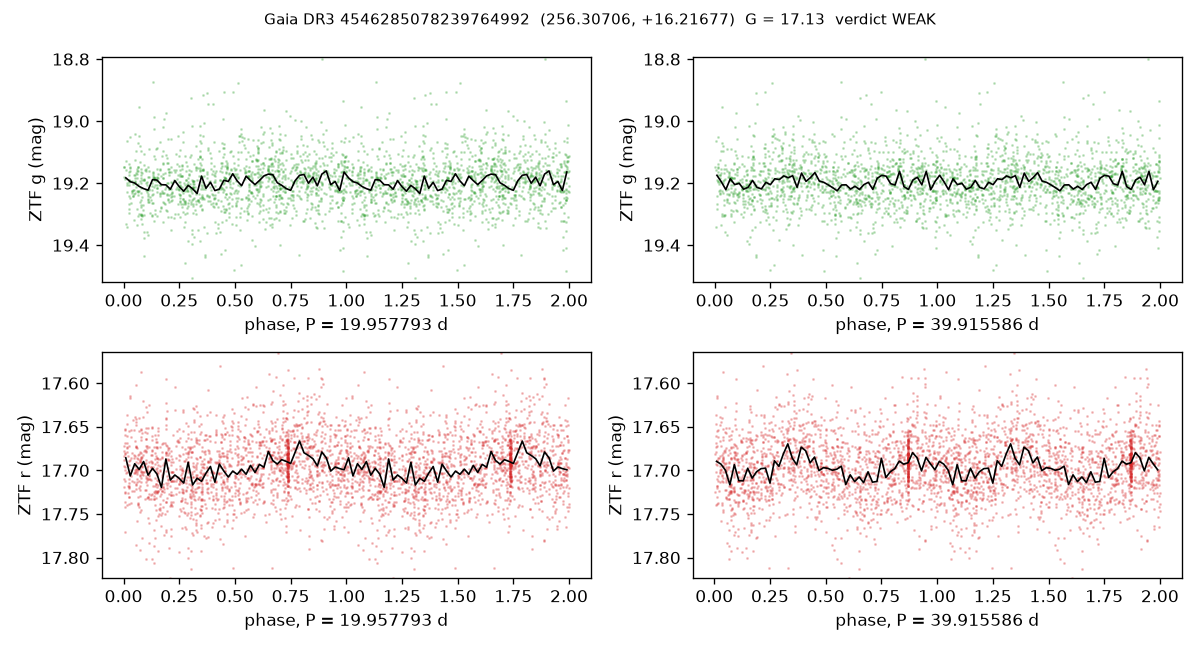 Gaia DR3 4546285078239764992  (256.30706, +16.21677)  G = 17.13  verdict WEAK
18.8
19.0
19.2
19.4
ZTF g (mag)
0.00 0.25 0.50 0.75 1.00 1.25 1.50 1.75 2.00
phase, P = 19.957793 d
18.8
19.0
19.2
19.4
ZTF g (mag)
0.00 0.25 0.50 0.75 1.00 1.25 1.50 1.75 2.00
phase, P = 39.915586 d
17.60
17.65
17.70
17.75
17.80
ZTF r (mag)
0.00 0.25 0.50 0.75 1.00 1.25 1.50 1.75 2.00
phase, P = 19.957793 d
17.60
17.65
17.70
17.75
17.80
ZTF r (mag)
0.00 0.25 0.50 0.75 1.00 1.25 1.50 1.75 2.00
phase, P = 39.915586 d